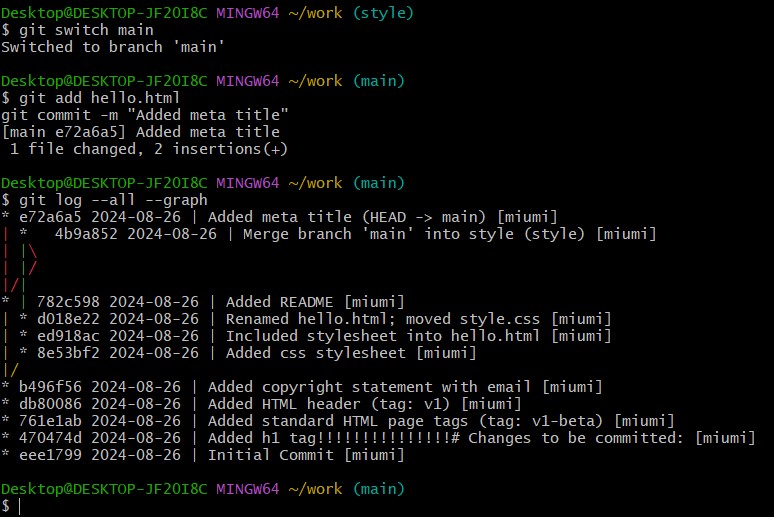 Desktop@DESKTOP-JF2OI8C MINGW64 ~/work (style)
$ git switch main
Switched to branch 'main'

Desktop@DESKTOP-JF2OI8C MINGW64 ~/work (main)
$ git add hello.html
git commit -m "Added meta title"
[main e72a6a5] Added meta title
 1 file changed, 2 insertions(+)

Desktop@DESKTOP-JF2OI8C MINGW64 ~/work (main)
$ git log --all --graph
* e72a6a5 2024-08-26 | Added meta title (HEAD -> main) [miumi]
| *   4b9a852 2024-08-26 | Merge branch 'main' into style (style) [miumi]
| |\
| |/
|/|
* | 782c598 2024-08-26 | Added README [miumi]
| * d018e22 2024-08-26 | Renamed hello.html; moved style.css [miumi]
| * ed918ac 2024-08-26 | Included stylesheet into hello.html [miumi]
| * 8e53bf2 2024-08-26 | Added css stylesheet [miumi]
|/
* b496f56 2024-08-26 | Added copyright statement with email [miumi]
* db80086 2024-08-26 | Added HTML header (tag: v1) [miumi]
* 761e1ab 2024-08-26 | Added standard HTML page tags (tag: v1-beta) [miumi]
* 470474d 2024-08-26 | Added h1 tag!!!!!!!!!!!!!!!# Changes to be committed: [miumi]
* eee1799 2024-08-26 | Initial Commit [miumi]

Desktop@DESKTOP-JF2OI8C MINGW64 ~/work (main)
$